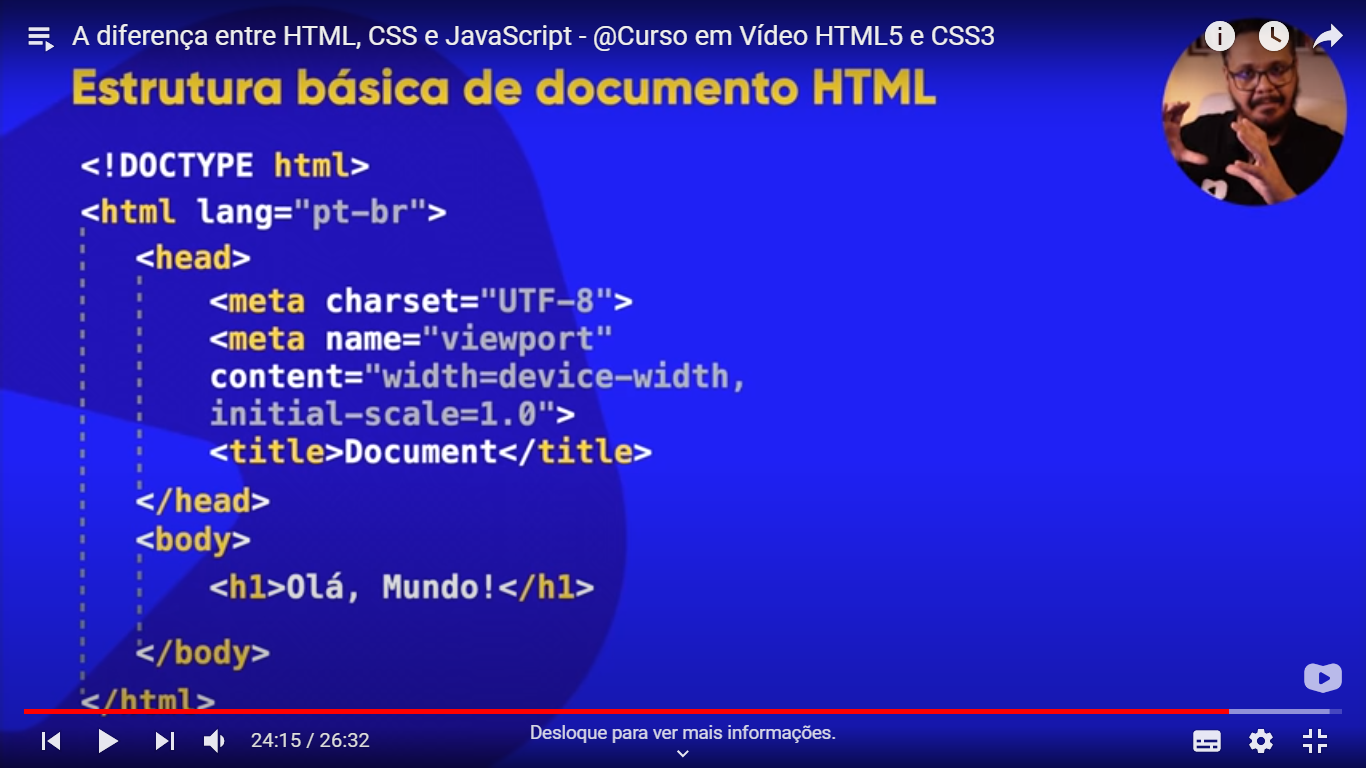 A diferença entre HTML, CSS e JavaScript - @Curso em Vídeo HTML5 e CSS3
Estrutura básica de documento HTML
<!DOCTYPE html>
<html lang="pt-br">
<head>
<meta charset="UTF-8">
<meta name="viewport"
content="width=device-width,
initial-scale=1.0">
<title>Document</title>
</head>
<body>
<h1>Olá, Mundo!</h1>
</body>
</html>
24:15 / 26:32
Desloque para ver mais informações.